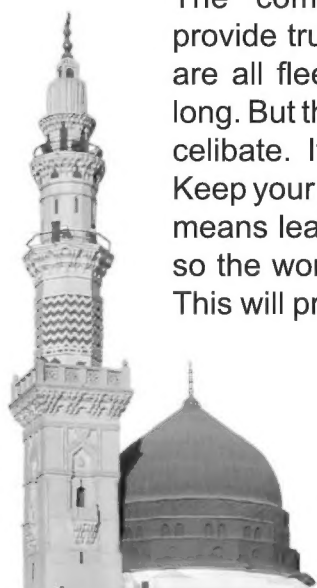 The com
provide tru
are all flee
long. But th
celibate. I
Keep your
means lea
so the wor
This will pr